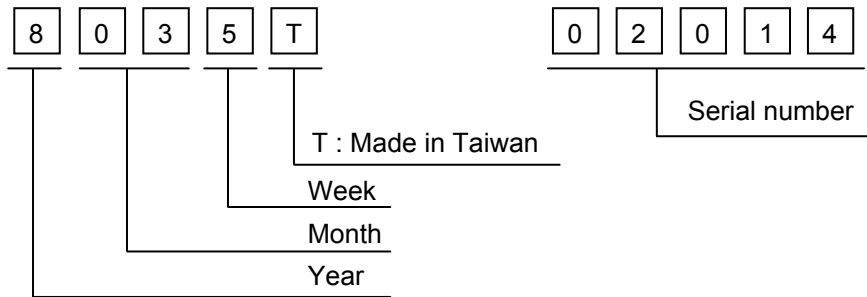 8 0 3 5 T 0 2 0 1 4
Serial number
T : Made in Taiwan
Week
Month
Year